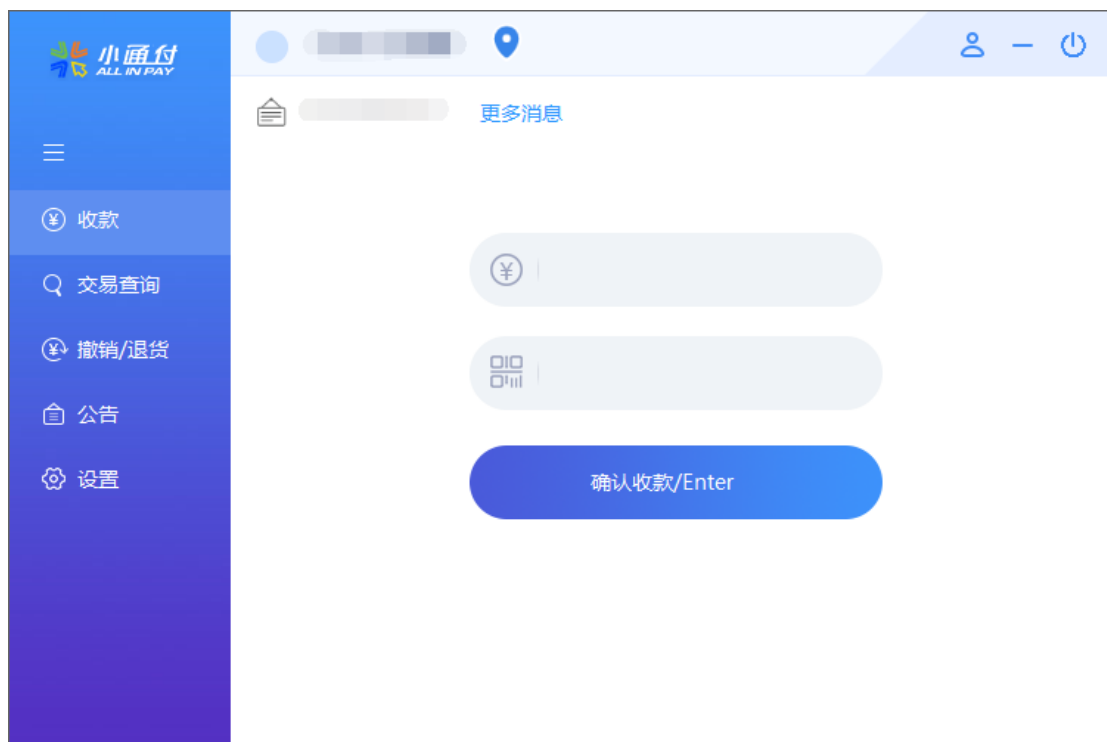 小通付
ALL IN PAY
更多消息
收款
交易查询
撤销/退货
公告
设置
确认收款/Enter